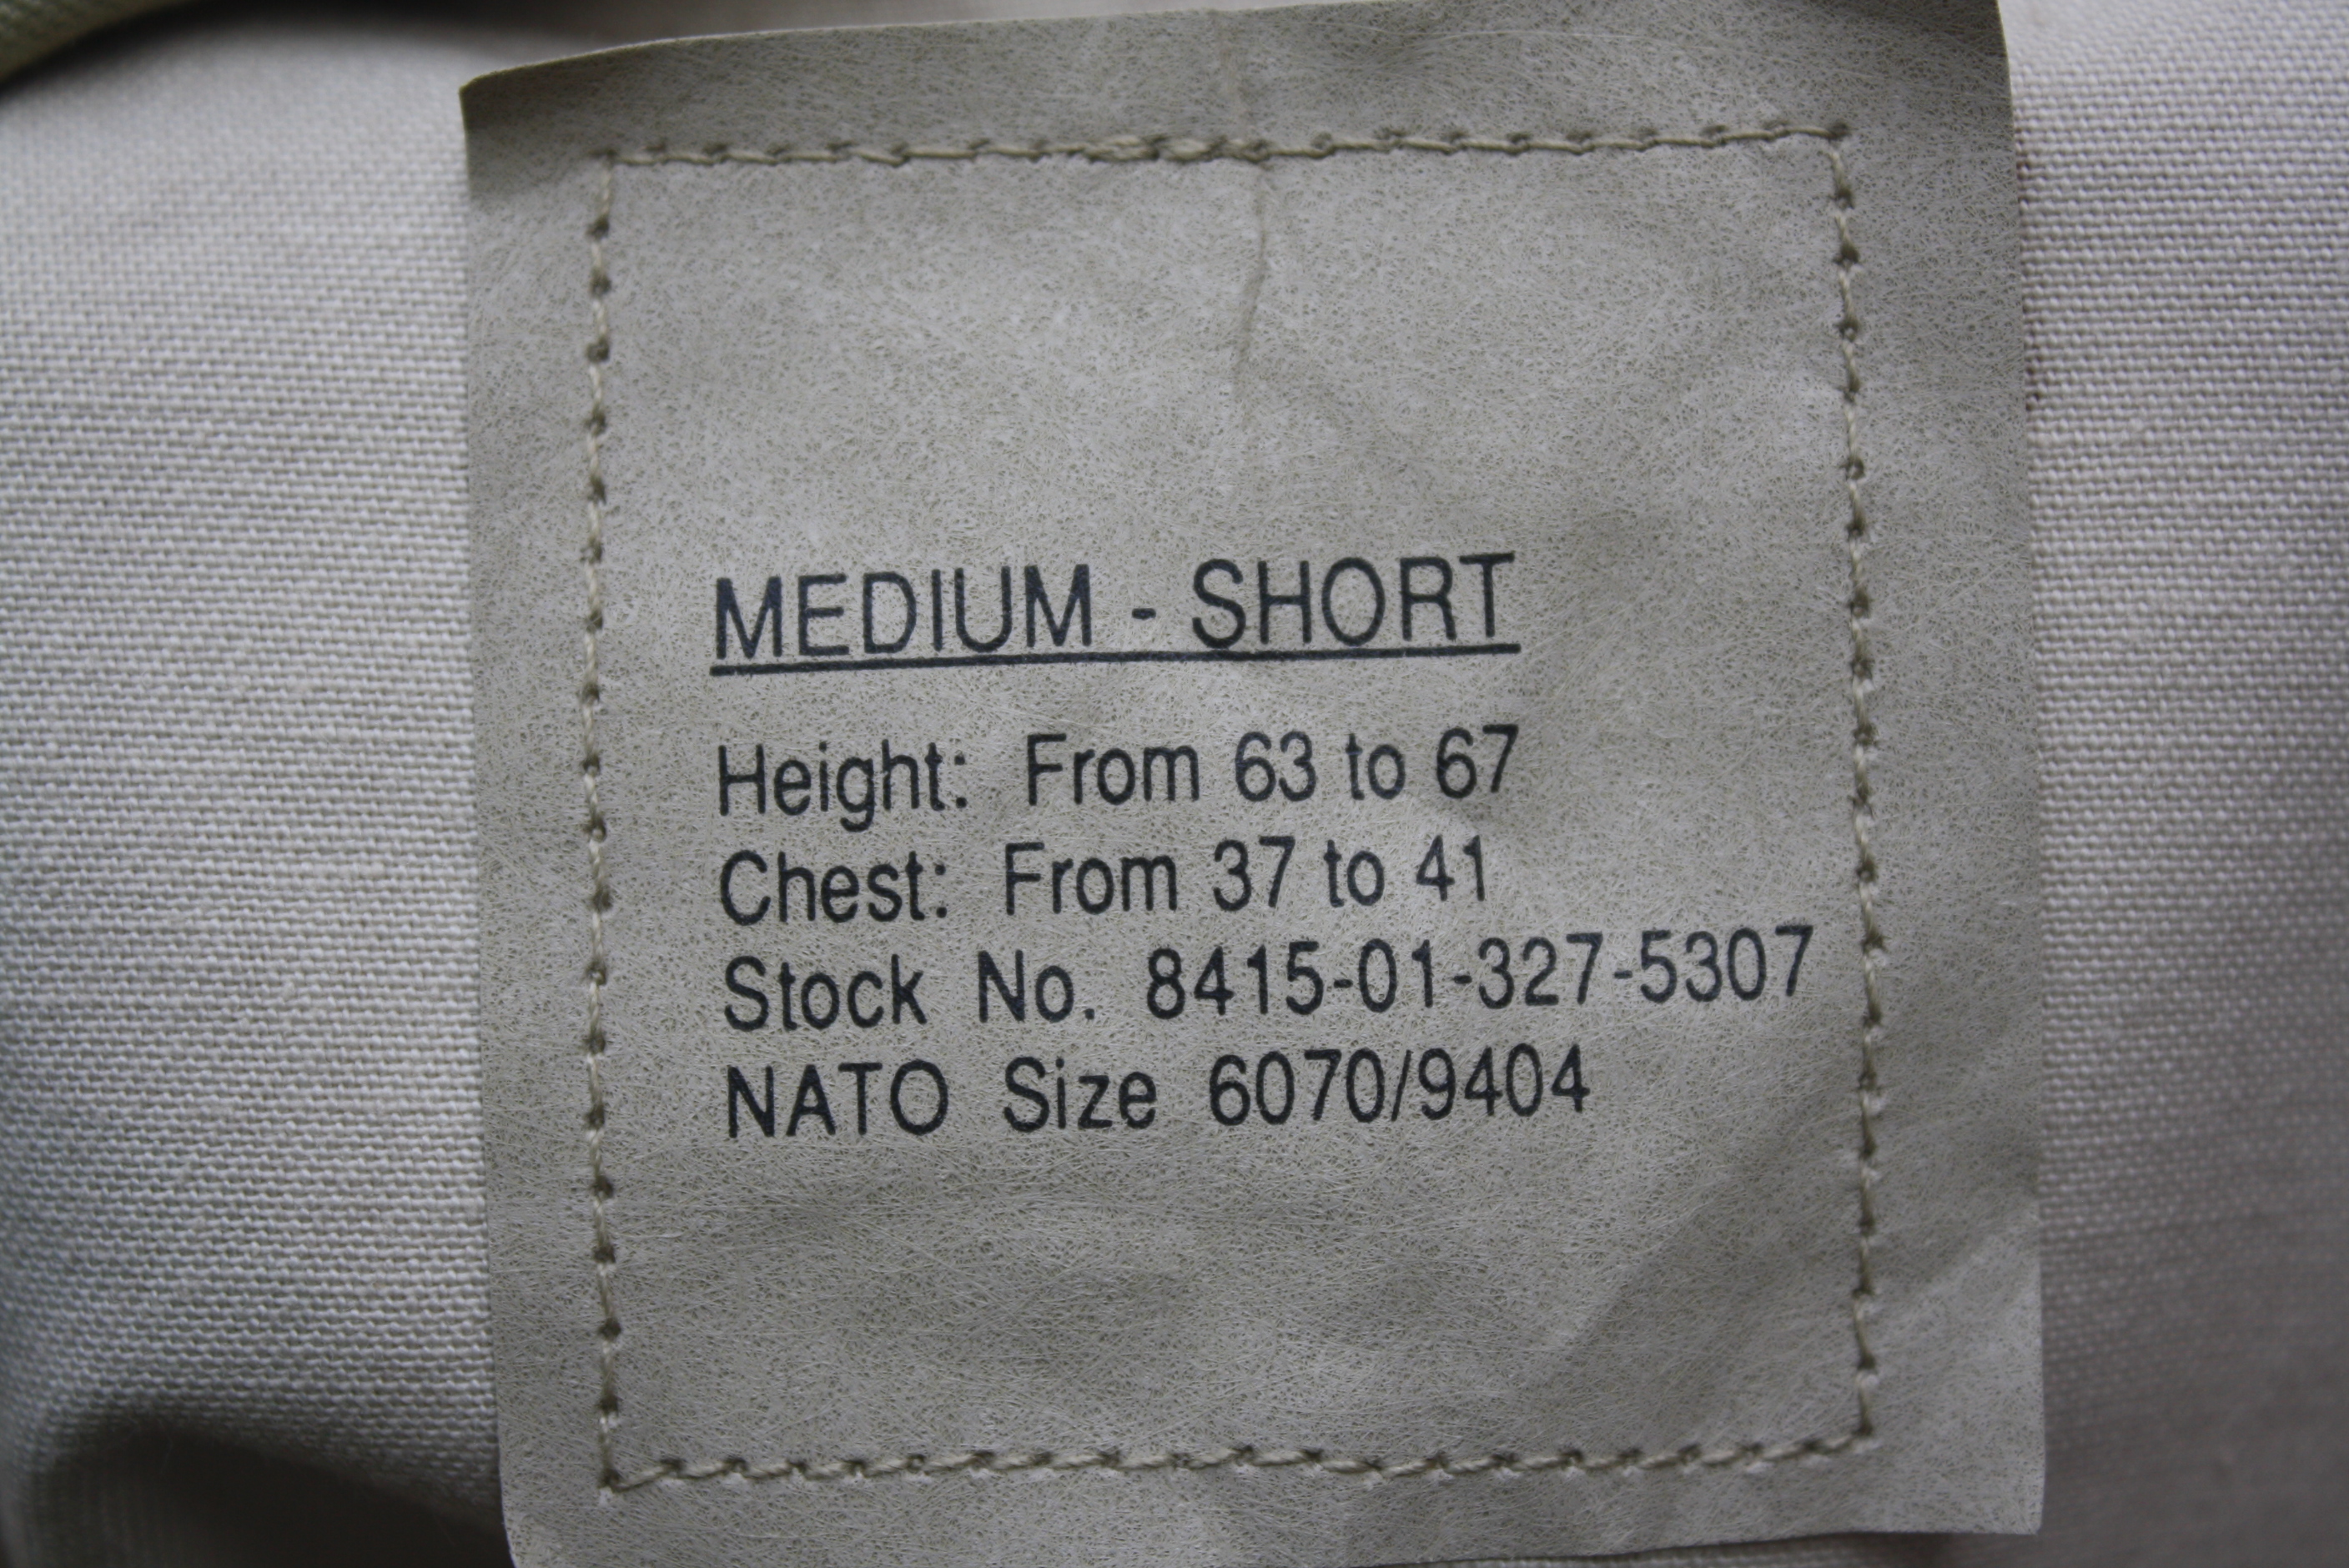 MEDIUM - SHORT
Height: From 63 to 67
Chest: From 37 to 41
Stock No. 8415-01-327-5307
NATO Size 6070/9404